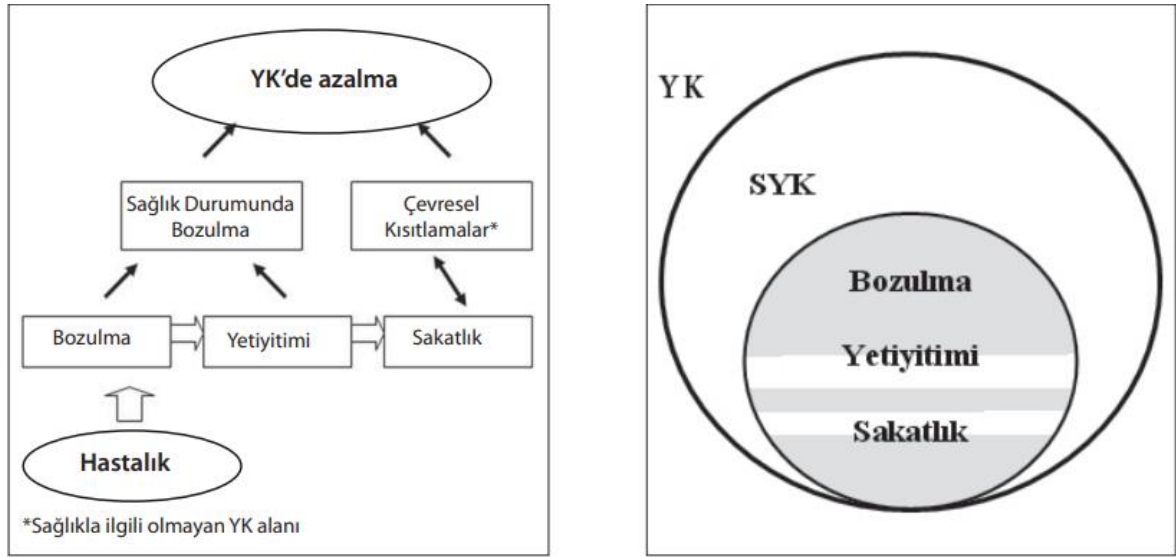 YK’de azalma
Sağlık Durumunda
Bozulma
Çevresel
Kısıtlamalar*
Bozulma
Yetiyitimi
Sakatlık
Hastalık
*Sağlıkla ilgili olmayan YK alanı
YK
SYK
Bozulma
Yetiyitimi
Sakatlık